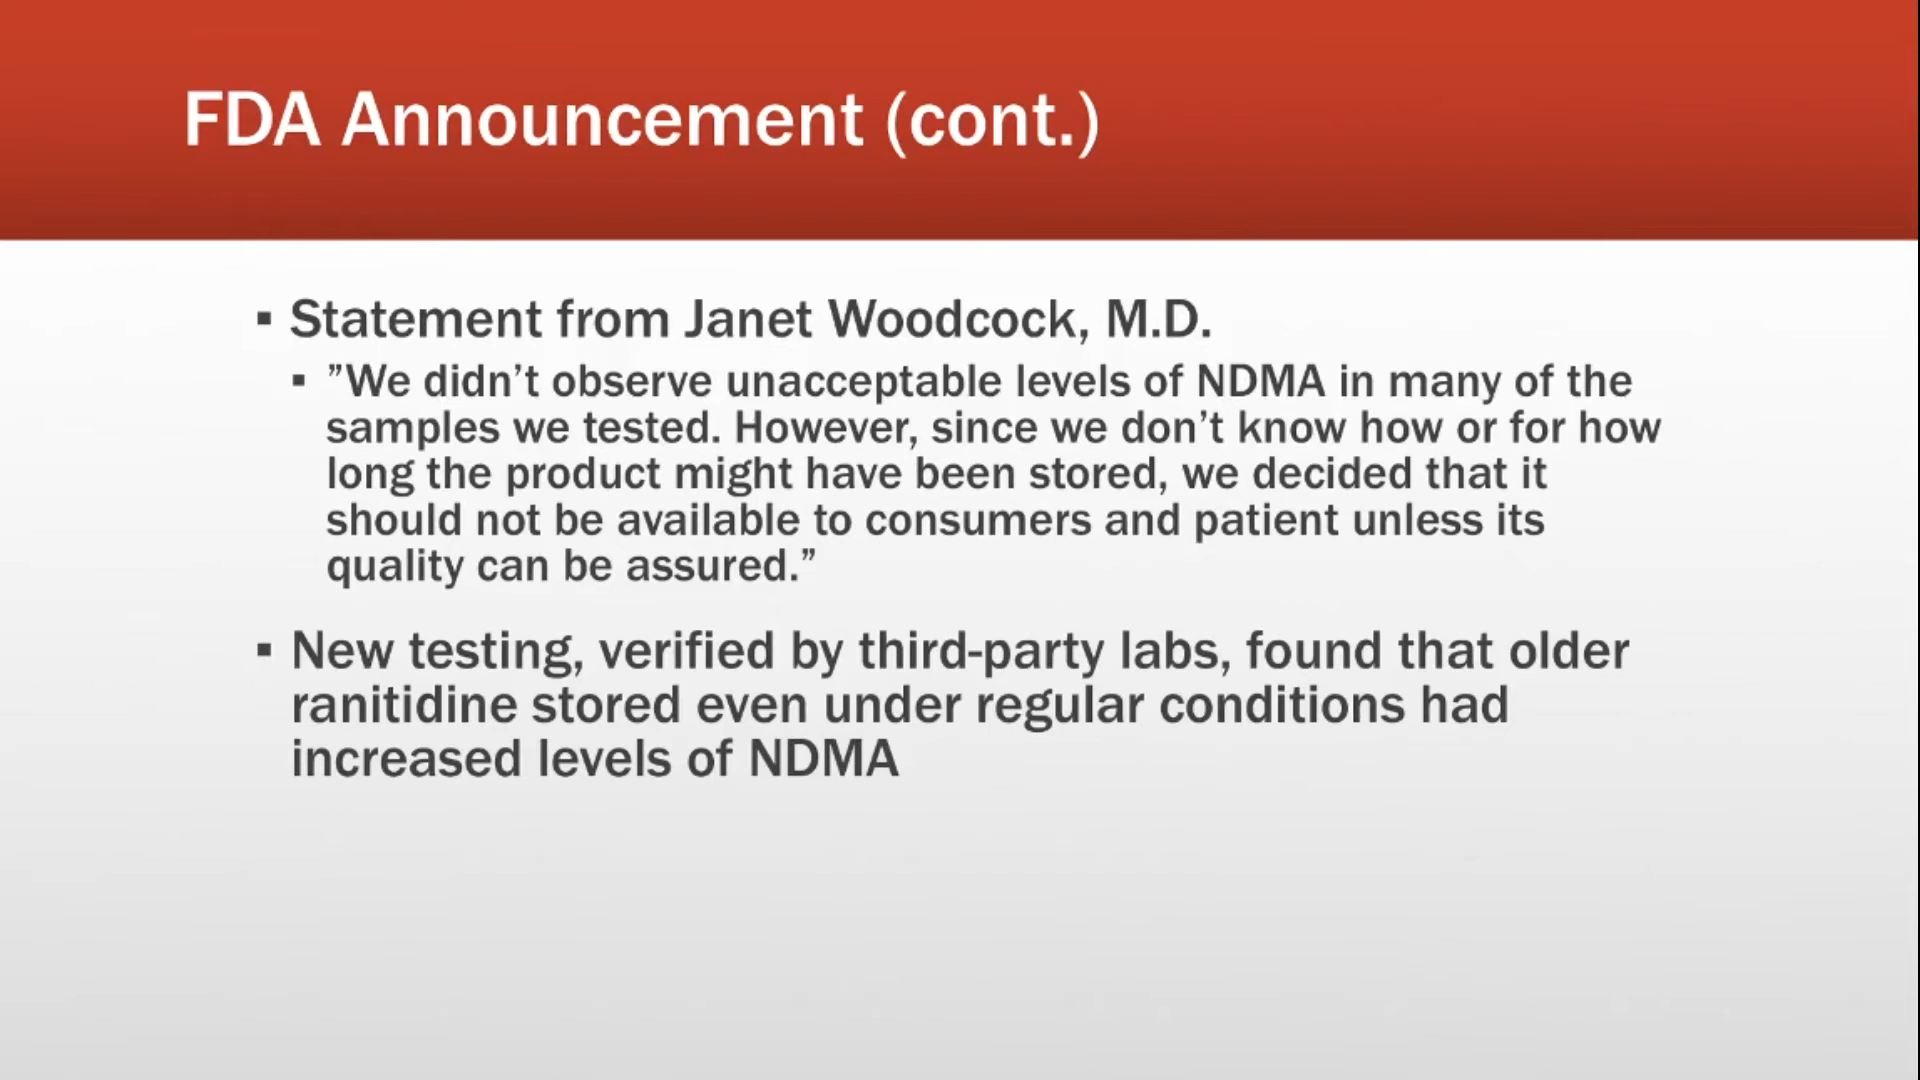 FDA Announcement (cont.)
▪ Statement from Janet Woodcock, M.D.
▪ ”We didn’t observe unacceptable levels of NDMA in many of the
samples we tested. However, since we don’t know how or for how
long the product might have been stored, we decided that it
should not be available to consumers and patient unless its
quality can be assured.”
▪ New testing, verified by third-party labs, found that older
ranitidine stored even under regular conditions had
increased levels of NDMA